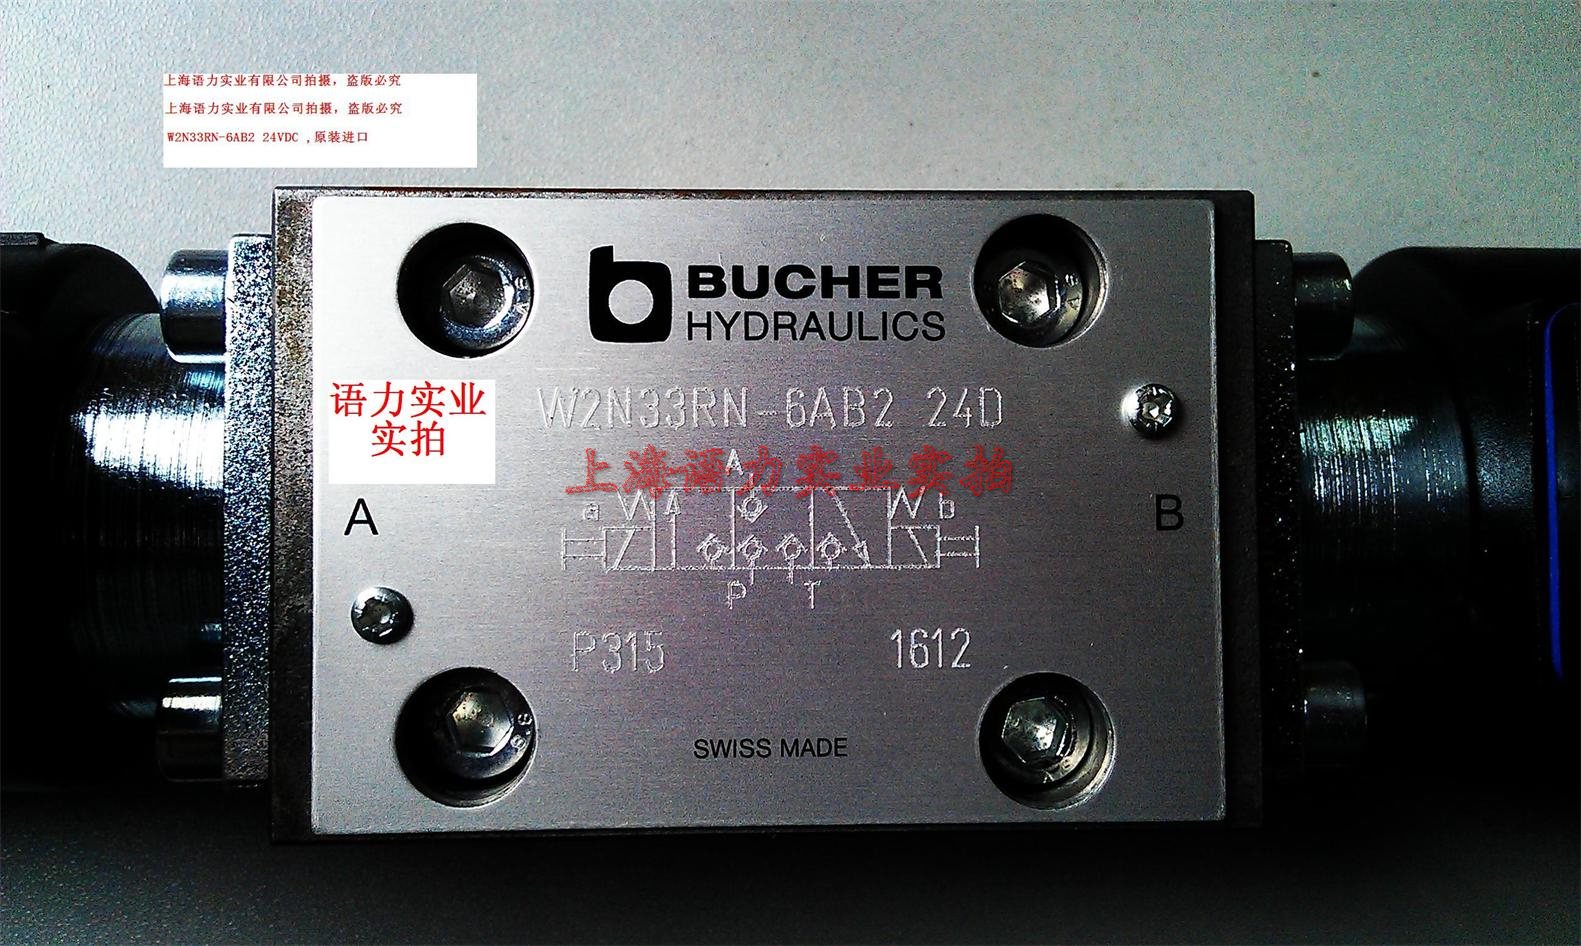 上海语力实业有限公司拍摄，盗版必究
上海语力实业有限公司拍摄，盗版必究
W2N33RN-6AB2 24VDC ,原装进口
BUCHER
HYDRAULICS
语力实业
实拍
W2N33RN-6AB2 24D
上海语力实业实拍
A
a A b
A B
P T
P315 1612
SWISS MADE